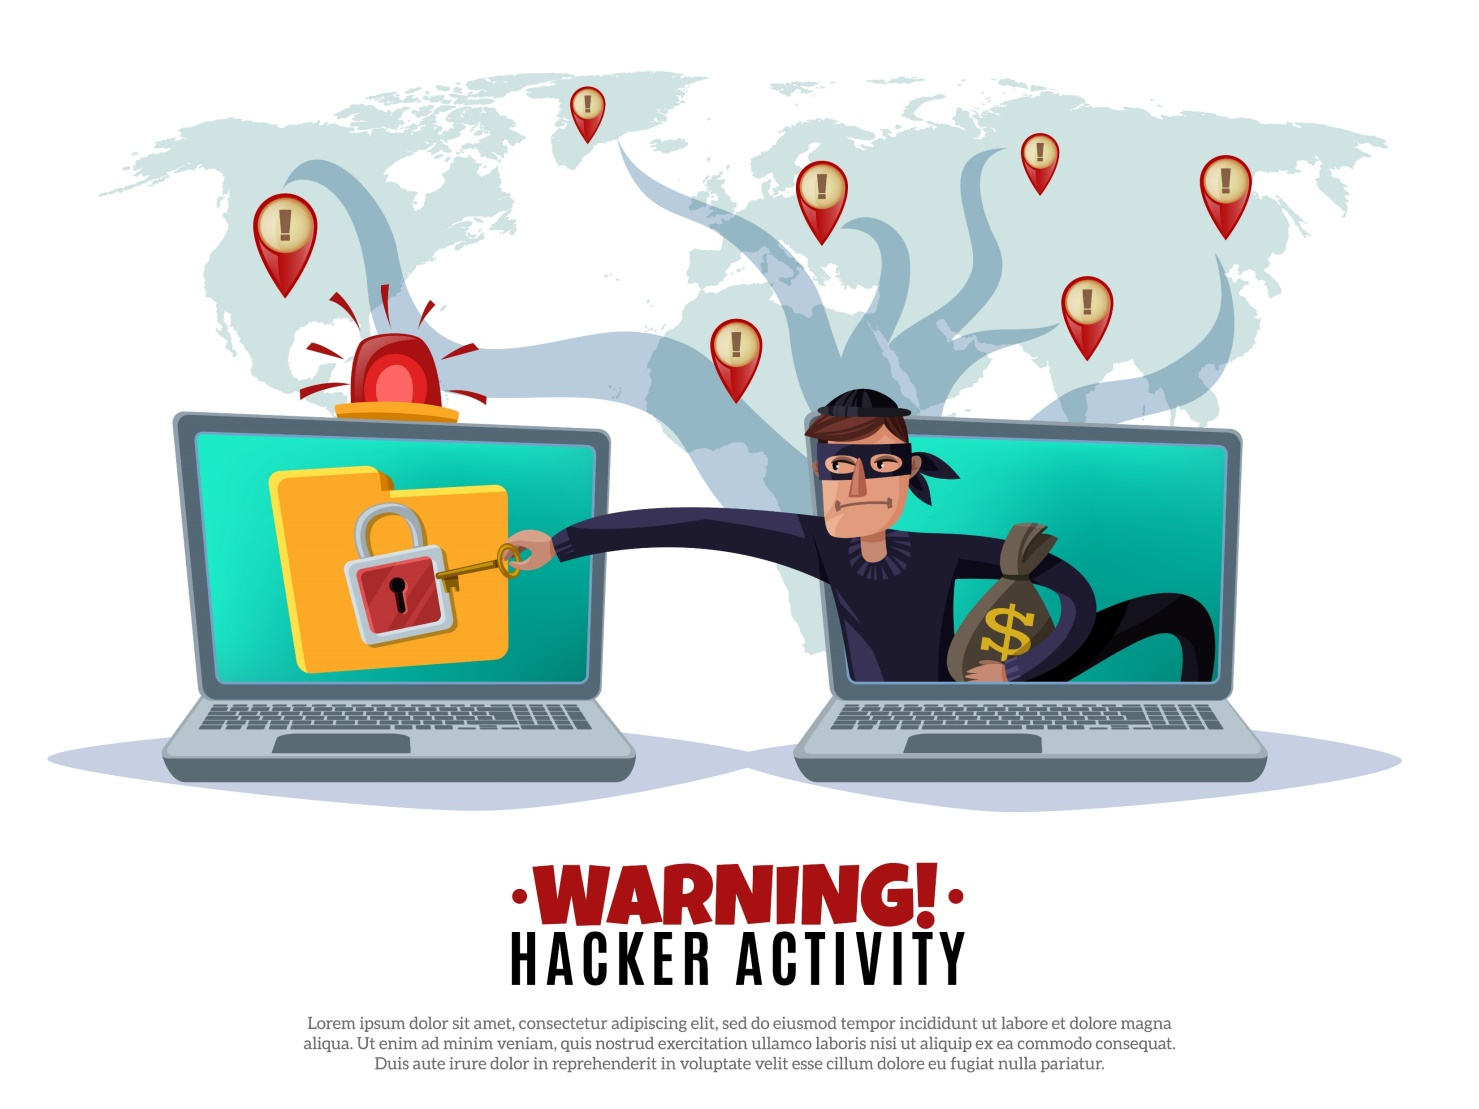 $
WARNING!
HACKER ACTIVITY
Lorem ipsum dolor sit amet, consectetur adipiscing elit, sed do eiusmod tempor incididunt ut labore et dolore magna
aliqua. Ut enim ad minim veniam, quis nostrud exercitation ullamco laboris nisi ut aliquip ex ea commodo consequat.
Duis aute irure dolor in reprehenderit in voluptate velit esse cillum dolore eu fugiat nulla pariatur.